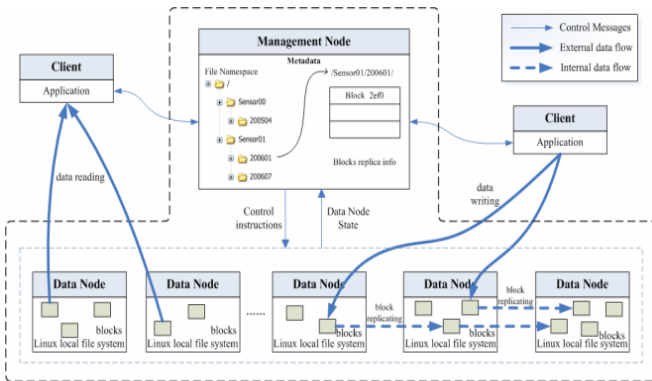 Management Node
Metadata
File Namespace
/
Sensor00
200504
Sensor01
200601
200607
/Sensor01/200601/
Block 2ef0
Blocks replica info
Control Messages
External data flow
Internal data flow
Client
Application
Client
Application
data reading
data
writing
Control
instructions
Data Node
State
Data Node
blocks
Linux local file system
Data Node
blocks
Linux local file system
......
Data Node
blocks
Linux local file system
block
replicating
Data Node
blocks
Linux local file system
block
replicating
Data Node
blocks
Linux local file system